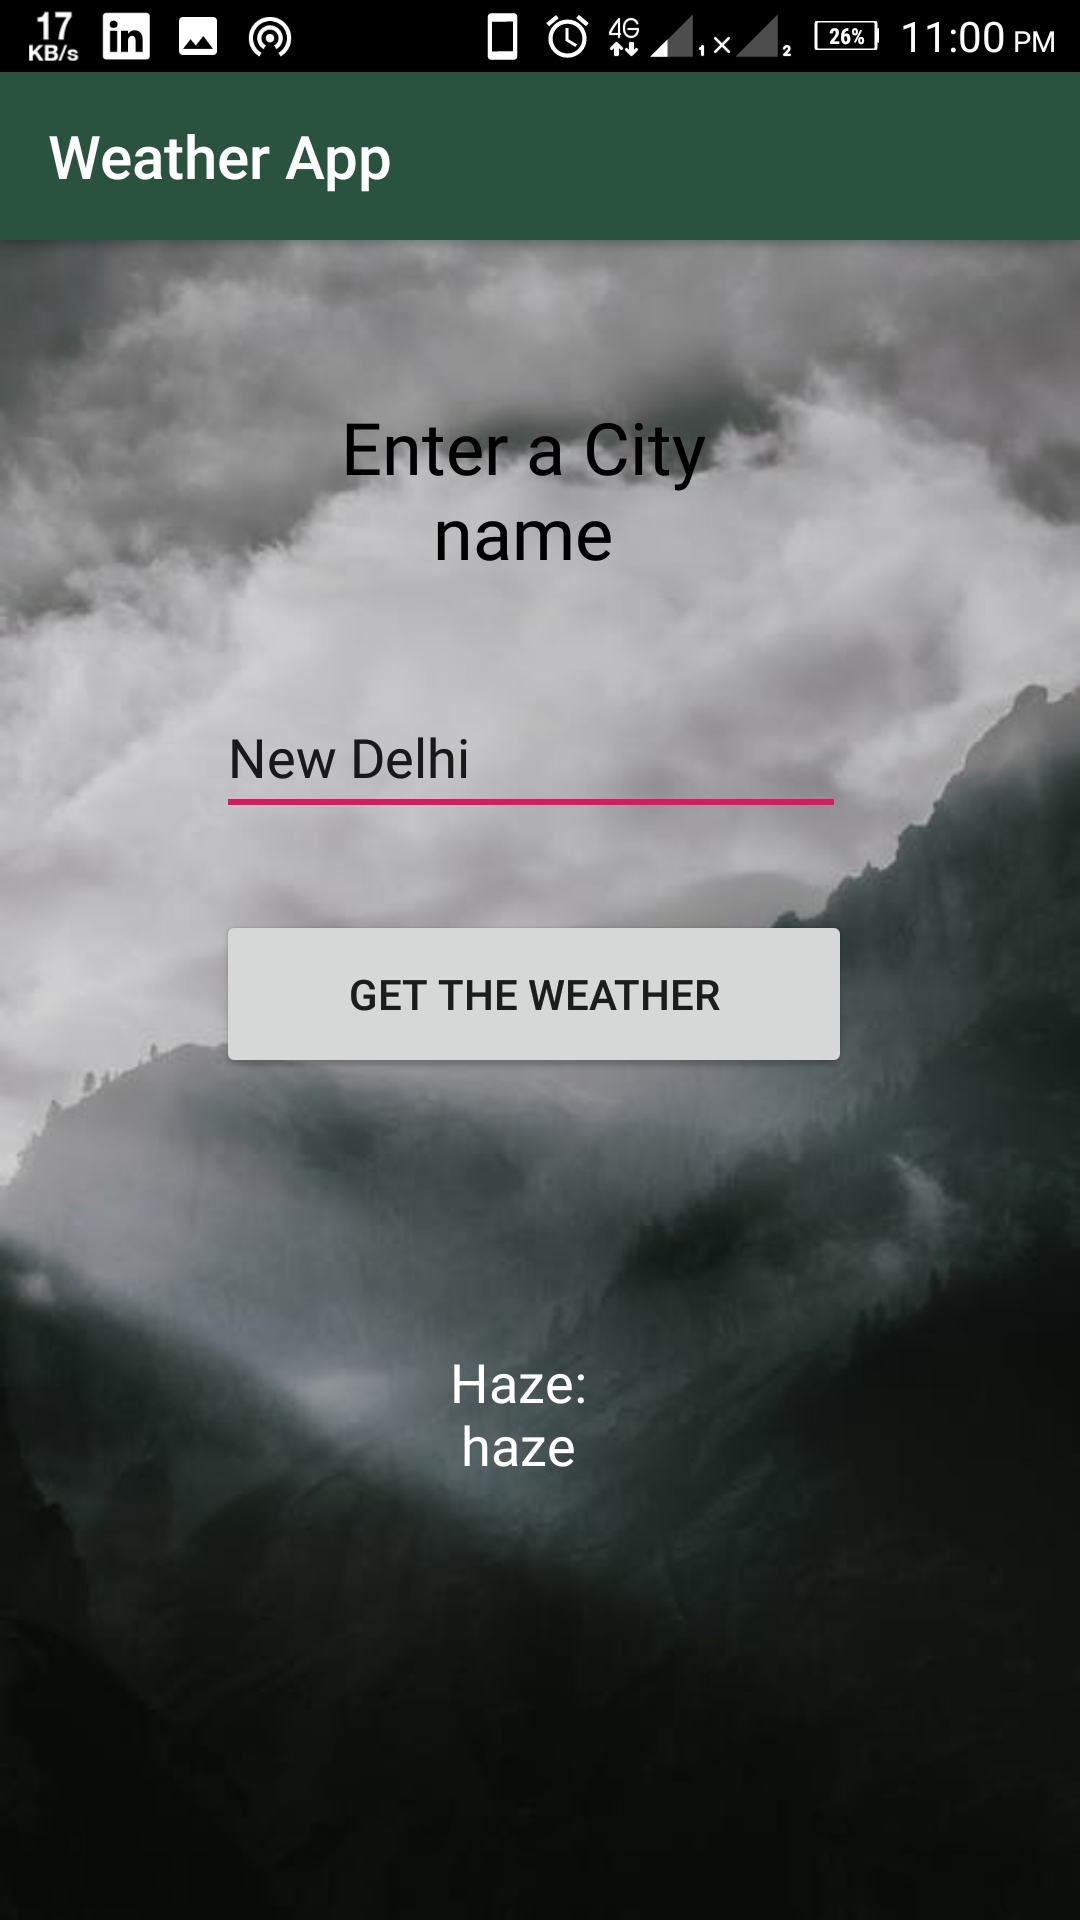 17
KB/s in 4G 1 × 2 26% 11:00 PM
Weather App
Enter a City
name
New Delhi
GET THE WEATHER
Haze:
haze